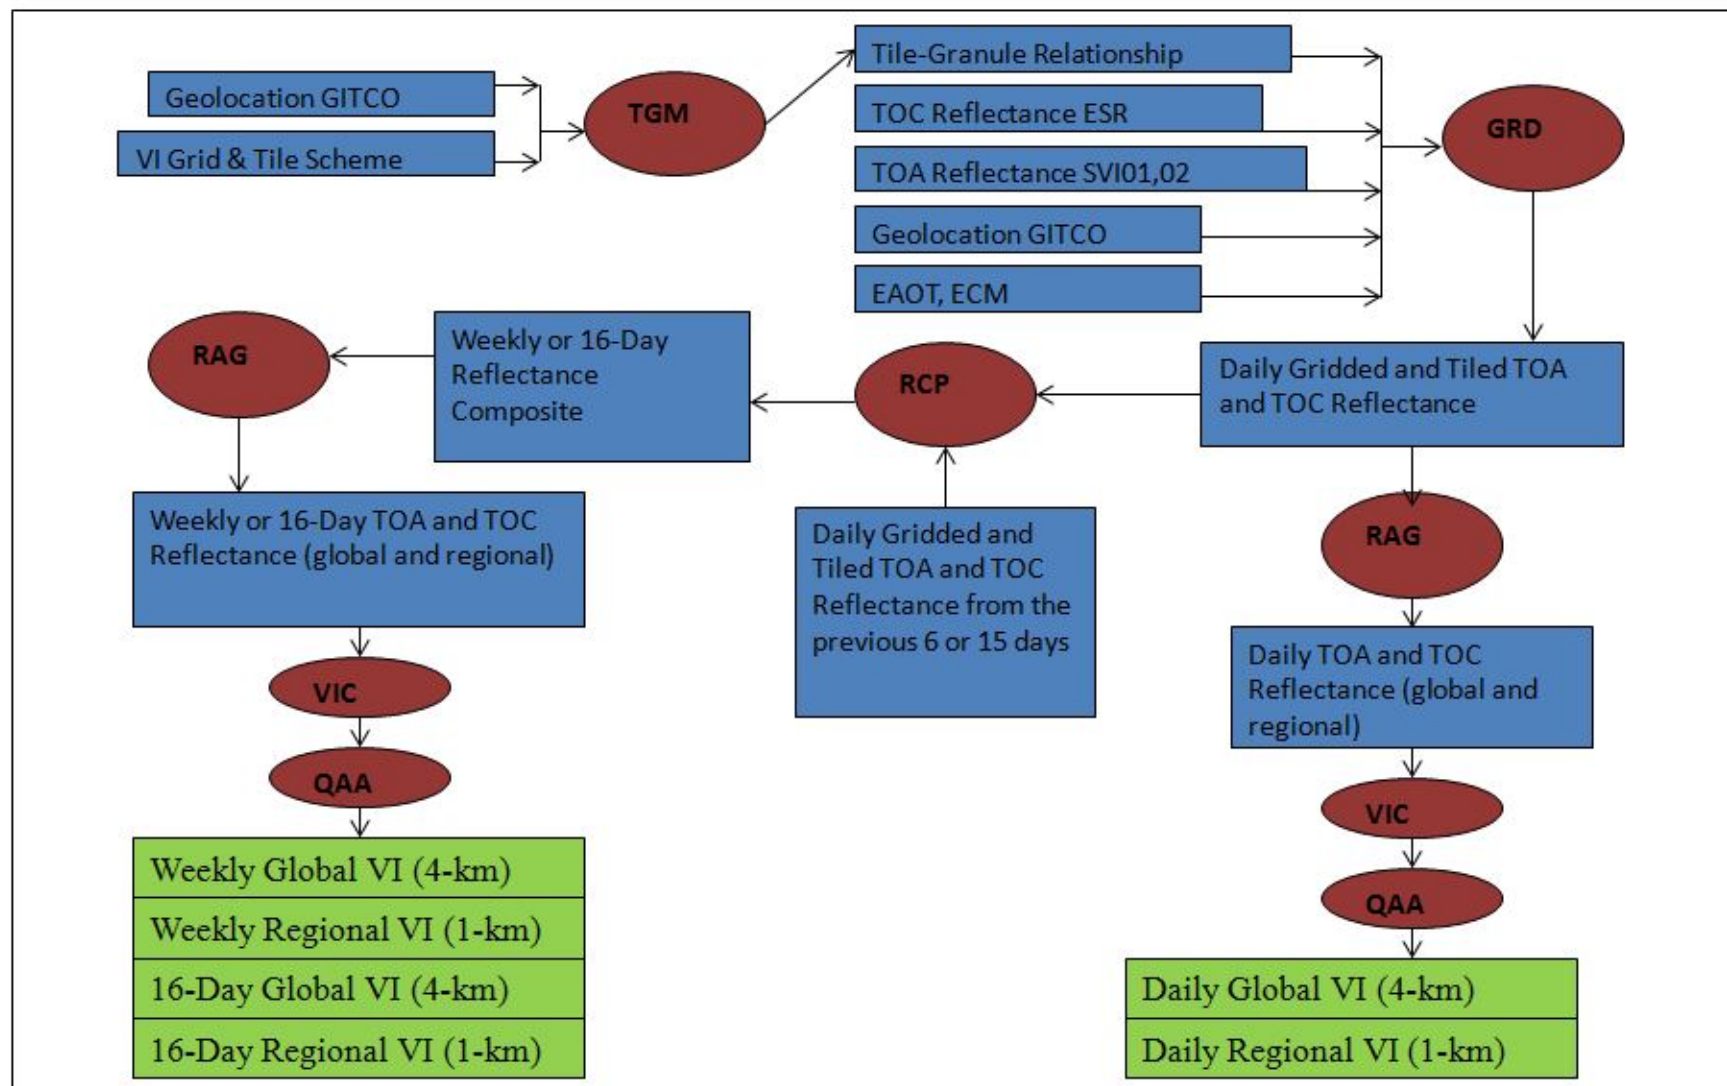 Geolocation GITCO
VI Grid & Tile Scheme
TGM
Tile-Granule Relationship
TOC Reflectance ESR
TOA Reflectance SVI01,02
Geolocation GITCO
EAOT, ECM
GRD
Daily Gridded and Tiled TOA
and TOC Reflectance
RCP
Weekly or 16-Day
Reflectance
Composite
RAG
Weekly or 16-Day TOA and TOC
Reflectance (global and regional)
Daily Gridded and
Tiled TOA and TOC
Reflectance from the
previous 6 or 15 days
RAG
Daily TOA and TOC
Reflectance (global and
regional)
VIC
QAA
VIC
QAA
Weekly Global VI (4-km)
Weekly Regional VI (1-km)
16-Day Global VI (4-km)
16-Day Regional VI (1-km)
Daily Global VI (4-km)
Daily Regional VI (1-km)